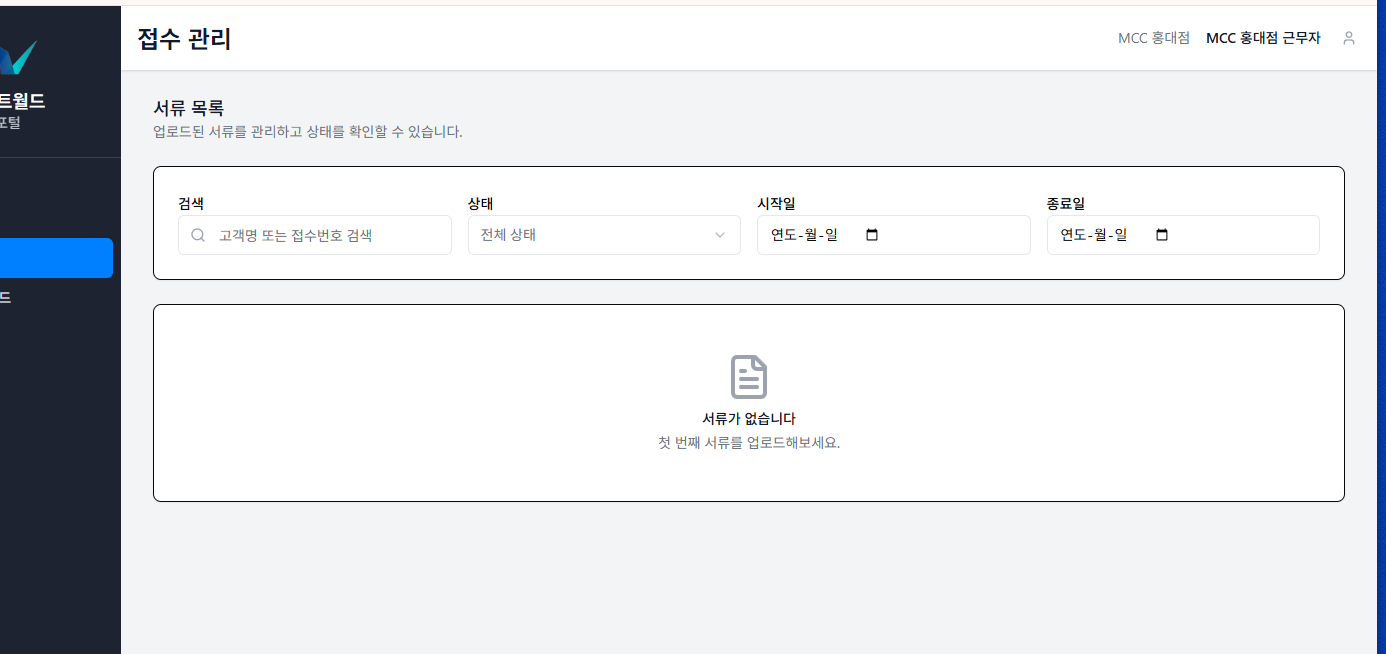 접수 관리
MCC 홍대점 MCC 홍대점 근무자
트월드
포털
드
서류 목록
업로드된 서류를 관리하고 상태를 확인할 수 있습니다.
검색 상태 시작일 종료일
고객명 또는 접수번호 검색 전체 상태 연도-월-일 연도-월-일
서류가 없습니다
첫 번째 서류를 업로드해보세요.